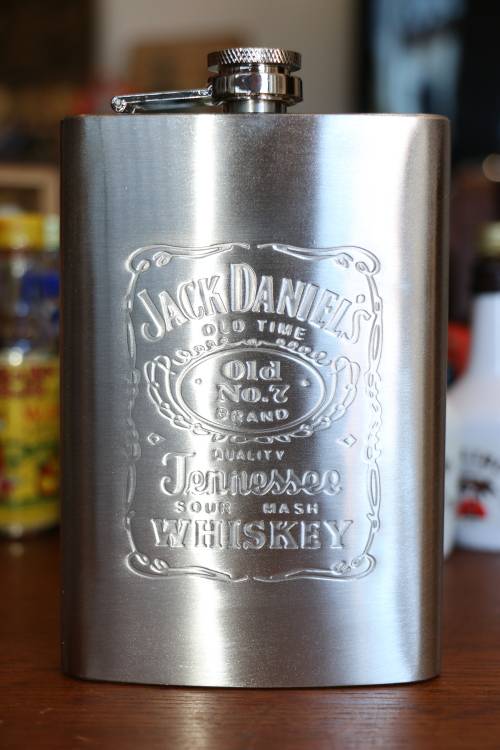 JACK DANIEL'S
OLD TIME
Old
No.7
BRAND
QUALITY
Tennessee
SOUR MASH
WHISKEY